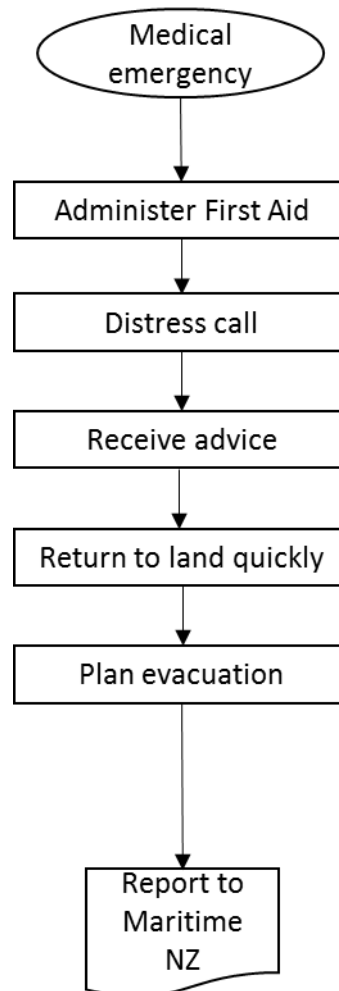 Medical
emergency
Administer First Aid
Distress call
Receive advice
Return to land quickly
Plan evacuation
Report to
Maritime
NZ